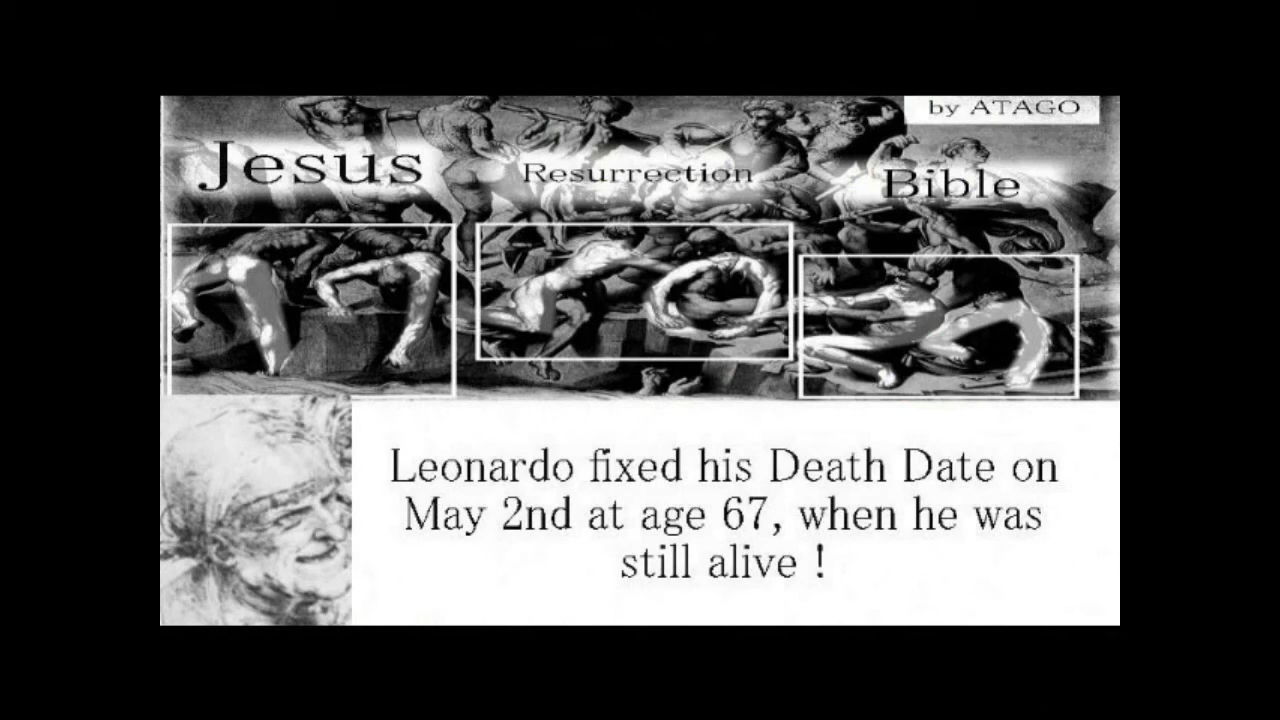 by ATAGO
Jesus
Resurrection
Bible
Leonardo fixed his Death Date on
May 2nd at age 67, when he was
still alive !